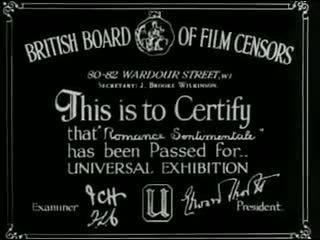 BRITISH BOARD OF FILM CENSORS
80-82 WARDOUR STREET, W1
SECRETARY: J. BROOKE WILKINSON.
This is to Certify
that "Romance Sentimentale"
has been Passed for..
UNIVERSAL EXHIBITION
Examiner U President.